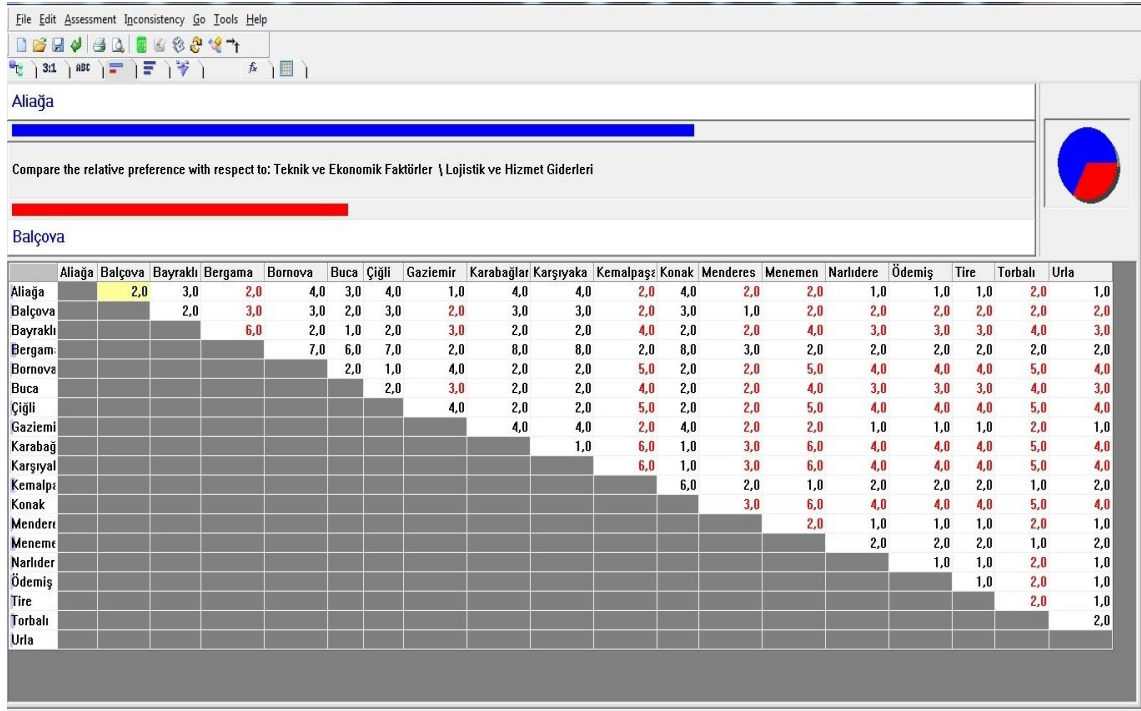 File Edit Assessment Inconsistency Go Tools Help
3:1 ABC fx
Aliağa
Compare the relative preference with respect to: Teknik ve Ekonomik Faktörler \ Lojistik ve Hizmet Giderleri
Balçova
Aliağa Balçova Bayraklı Bergama Bornova Buca Çiğli Gaziemir Karabağlar Karşıyaka Kemalpaşa Konak Menderes Menemen Narlıdere Ödemiş Tire Torbalı Urla
Aliağa 2,0 3,0 2,0 4,0 3,0 4,0 1,0 4,0 4,0 2,0 4,0 2,0 2,0 1,0 1,0 1,0 2,0 1,0
Balçova 2,0 3,0 3,0 2,0 3,0 2,0 3,0 3,0 2,0 3,0 1,0 2,0 2,0 2,0 2,0 2,0 2,0
Bayraklı 6,0 2,0 1,0 2,0 3,0 2,0 2,0 4,0 2,0 2,0 4,0 3,0 3,0 3,0 4,0 3,0
Bergam 7,0 6,0 7,0 2,0 8,0 8,0 2,0 8,0 3,0 2,0 2,0 2,0 2,0 2,0 2,0
Bornova 2,0 1,0 4,0 2,0 2,0 5,0 2,0 2,0 5,0 4,0 4,0 4,0 5,0 4,0
Buca 2,0 3,0 2,0 2,0 4,0 2,0 2,0 4,0 3,0 3,0 3,0 4,0 3,0
Çiğli 4,0 2,0 2,0 5,0 2,0 2,0 5,0 4,0 4,0 4,0 5,0 4,0
Gaziemi 4,0 4,0 2,0 4,0 2,0 2,0 1,0 1,0 1,0 2,0 1,0
Karabağ 1,0 6,0 1,0 3,0 6,0 4,0 4,0 4,0 5,0 4,0
Karşıyal 6,0 1,0 3,0 6,0 4,0 4,0 4,0 5,0 4,0
Kemalpa 6,0 2,0 1,0 2,0 2,0 2,0 1,0 2,0
Konak 3,0 6,0 4,0 4,0 4,0 5,0 4,0
Mendere 2,0 1,0 1,0 1,0 2,0 1,0
Meneme 2,0 2,0 2,0 1,0 2,0
Narlıder 1,0 1,0 2,0 1,0
Ödemiş 1,0 2,0 1,0
Tire 2,0 1,0
Torbalı 2,0
Urla